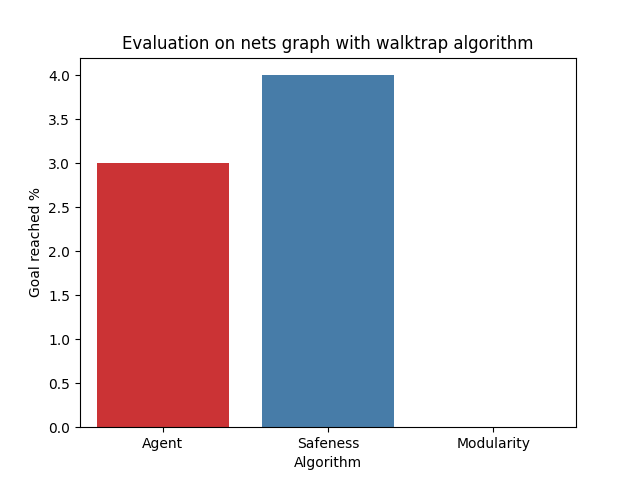 Evaluation on nets graph with walktrap algorithm
4.0
3.5
3.0
2.5
2.0
1.5
1.0
0.5
0.0
Goal reached %
Agent
Safeness
Modularity
Algorithm